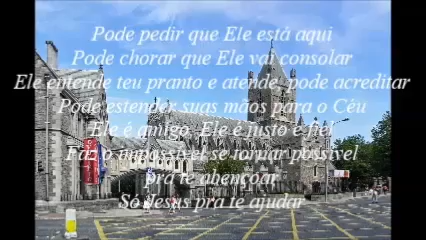 Pode pedir que Ele está aqui
Pode chorar que Ele vai consolar
Ele entende teu pranto e atende, pode acreditar
Pode estender suas mãos para o Céu
Ele é amigo, Ele é justo é fiel
Faz o impossível se tornar possível
pra te abençoar
Só Jesus pra te ajudar